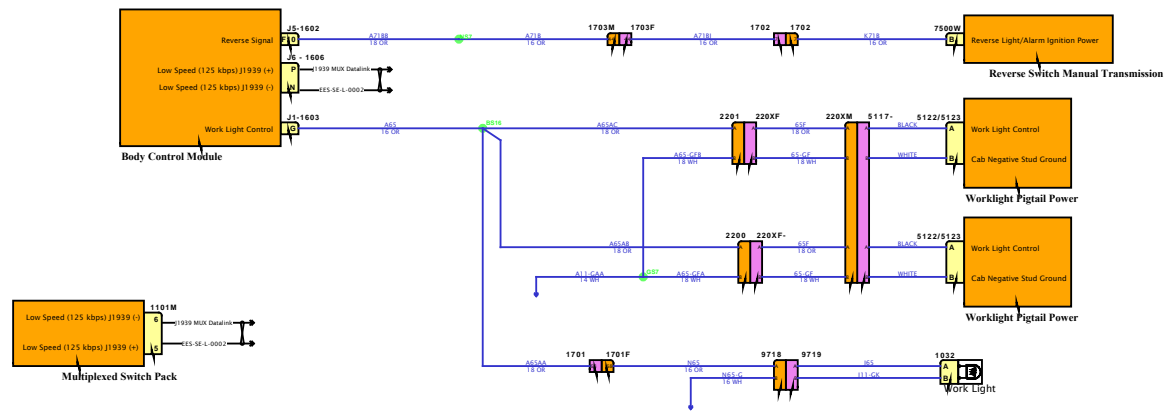 J5-1602
A718B
18 OR
A718
16 OR
1703M
1703F
A718J
16 OR
1702
1702
K718
16 OR
7500W
Reverse Signal
F10
B
Reverse Light/Alarm Ignition Power
Reverse Switch Manual Transmission
J6 - 1606
Low Speed (125 kbps) J1939 (+)
P
J1939 MUX Datalink
Low Speed (125 kbps) J1939 (-)
N
EES-SE-L-0002
J1-1603
Work Light Control
G
A65
16 OR
BS16
Body Control Module
A65AC
18 OR
2201
220XF
65F
18 OR
220XM
5117-
BLACK
5122/5123
A
Work Light Control
A65-GFB
18 WH
65-GF
18 WH
WHITE
B
Cab Negative Stud Ground
Worklight Pigtail Power
A65AB
18 OR
2200
220XF-
65F
18 OR
BLACK
5122/5123
A
Work Light Control
A11-GAA
14 WH
GB7
A65-GFA
18 WH
65-GF
18 WH
WHITE
B
Cab Negative Stud Ground
Worklight Pigtail Power
1101M
Low Speed (125 kbps) J1939 (-)
6
J1939 MUX Datalink
Low Speed (125 kbps) J1939 (+)
5
EES-SE-L-0002
Multiplexed Switch Pack
A65AA
18 OR
1701
1701F
N65
16 OR
9718
9719
I65
1032
A
N65-G
16 WH
I11-GK
B
Work Light